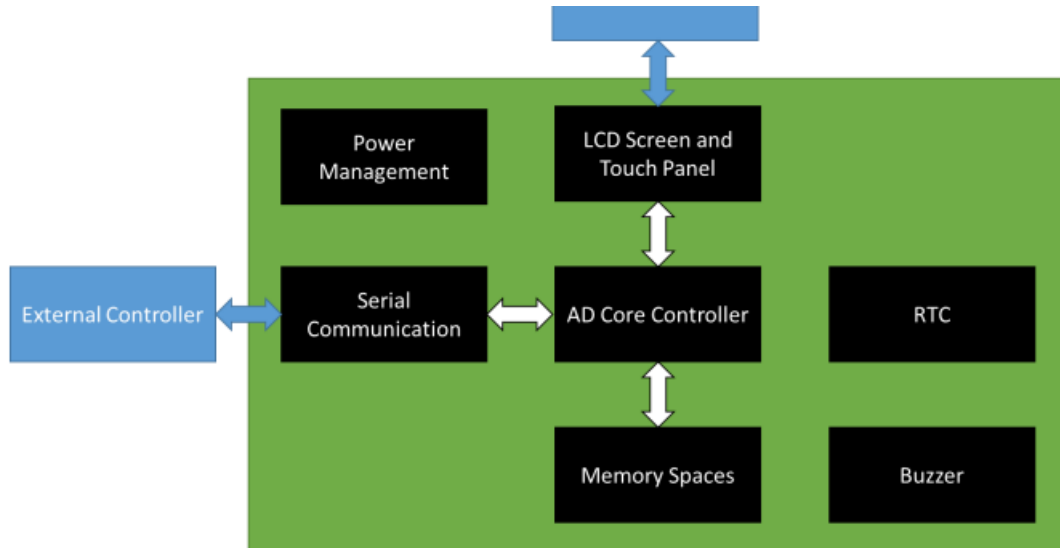 Power
Management
LCD Screen and
Touch Panel
External Controller
Serial
Communication
AD Core Controller
RTC
Memory Spaces
Buzzer